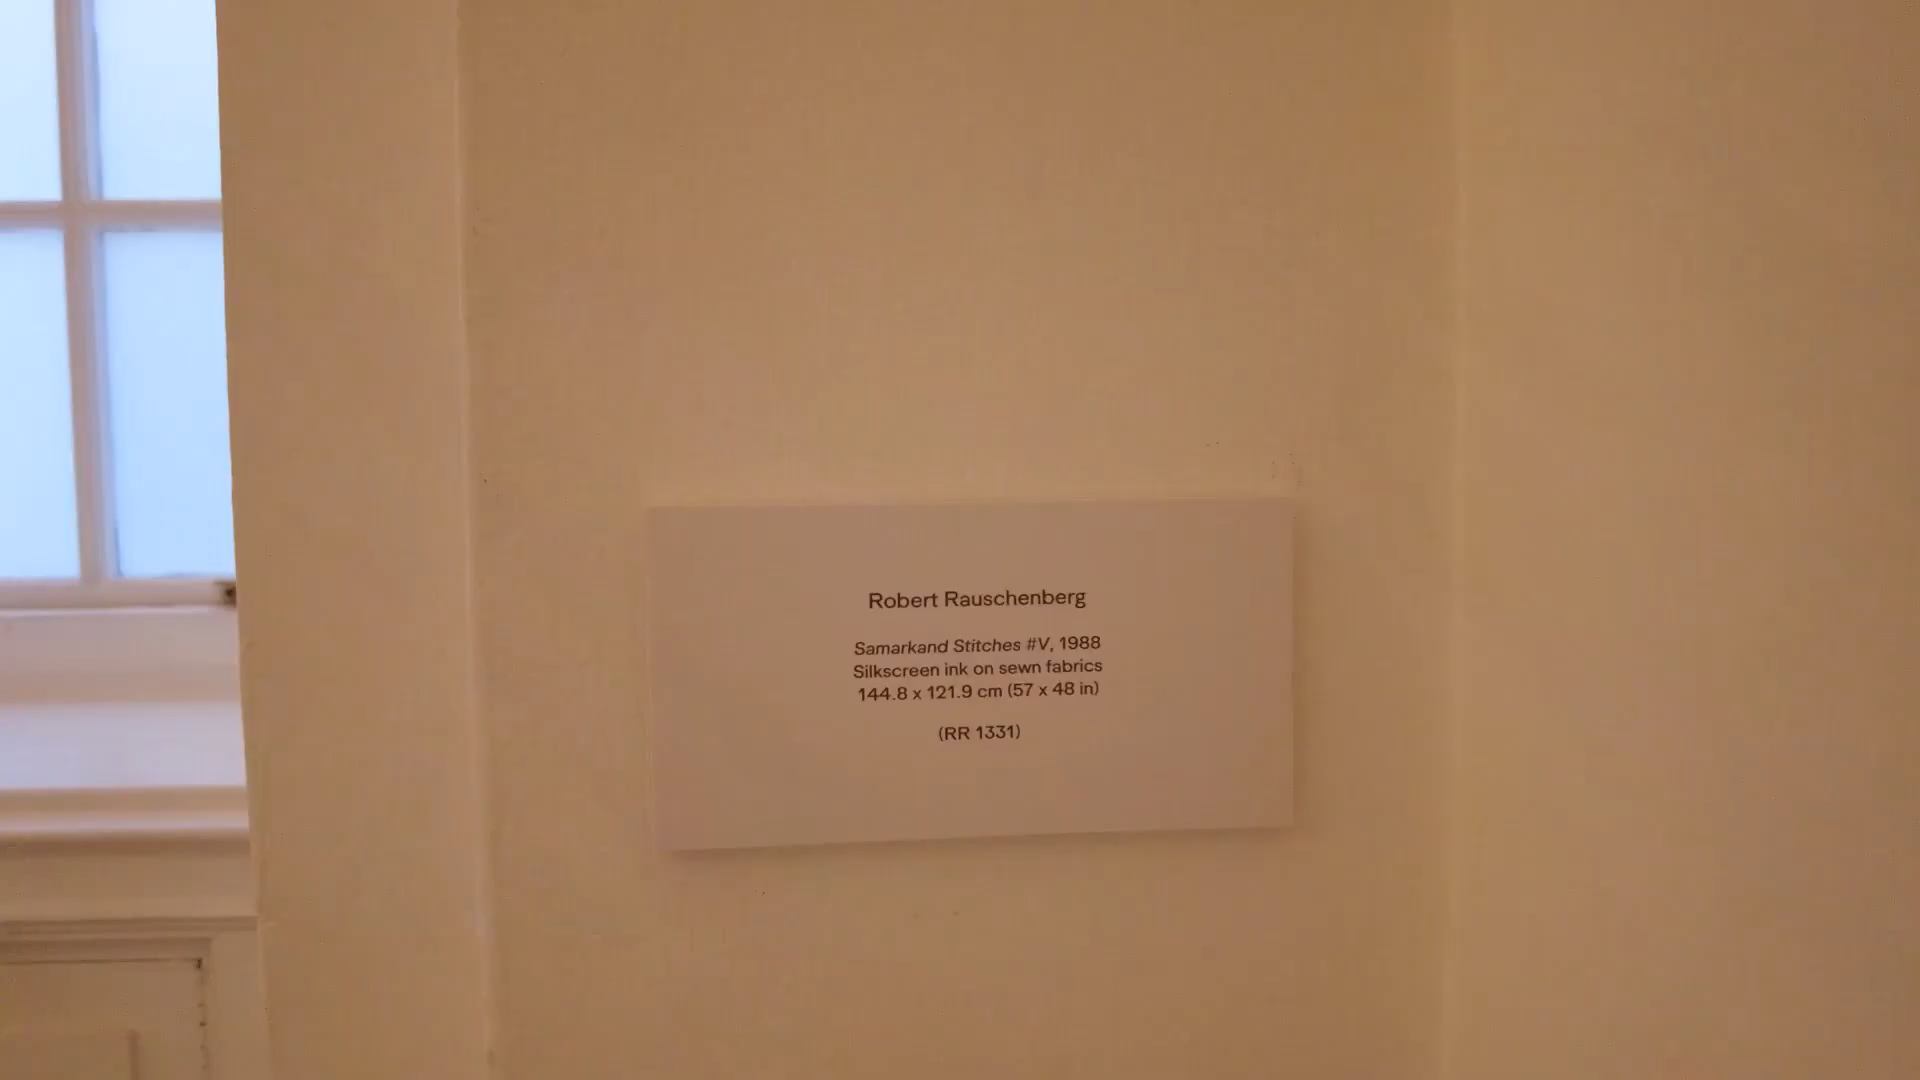 Robert Rauschenberg
Samarkand Stitches #V, 1988
Silkscreen ink on sewn fabrics
144.8 x 121.9 cm (57 x 48 in)
(RR 1331)